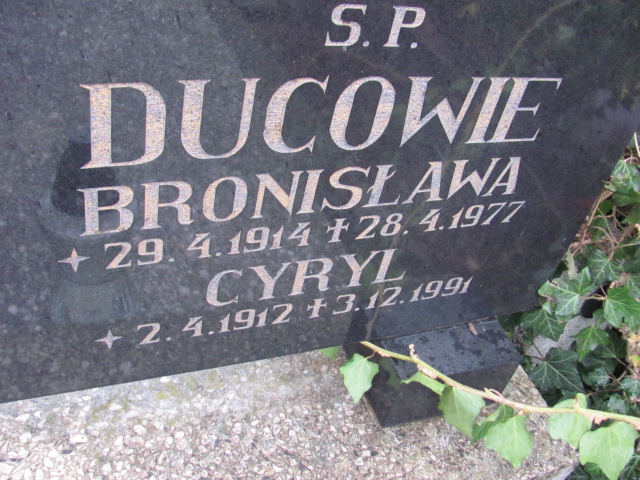 S.P.
DUCOWIE
BRONISŁAWA
29.4.1914 ✝ 28.4.1977
CYRYL
2.4.1912 ✝ 3.12.1991